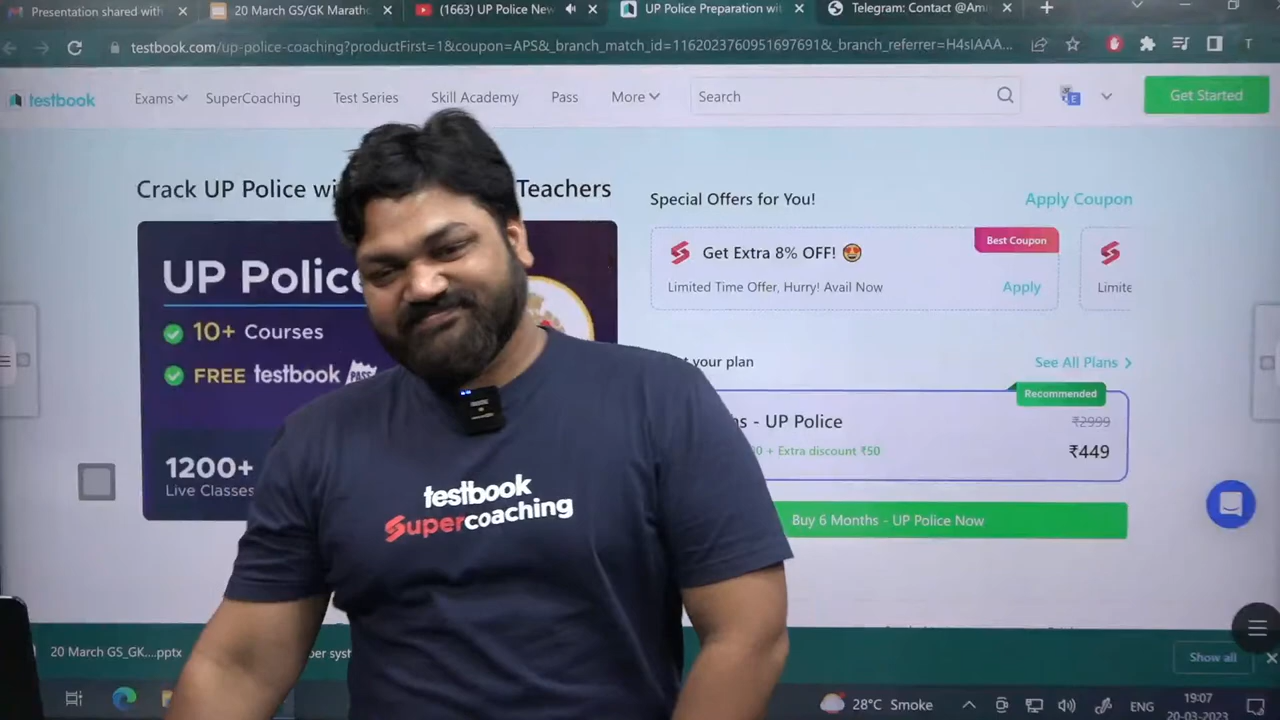 Presentation shared with
20 March GS/GK Marath
(1663) UP Police New
UP Police Preparation wit
Telegram: Contact @Am
testbook.com/up-police-coaching?productFirst=1&coupon=APS&_branch_match_id=1162023760951697691&_branch_referrer=H4sIAAA...
T
testbook
Exams
SuperCoaching
Test Series
Skill Academy
Pass
More
Search
E
Get Started
Crack UP Police wi
Teachers
UP Police
10+ Courses
FREE testbook PASS
1200+
Live Classes
Special Offers for You!
Apply Coupon
Best Coupon
Get Extra 8% OFF!
Limited Time Offer, Hurry! Avail Now
Apply
Limite
your plan
See All Plans
Recommended
- UP Police
₹2999
+ Extra discount ₹50
₹449
Buy 6 Months - UP Police Now
testbook
Supercoaching
20 March GS_GK....pptx
Show all
28°C Smoke
ENG
19:07
20-03-2023